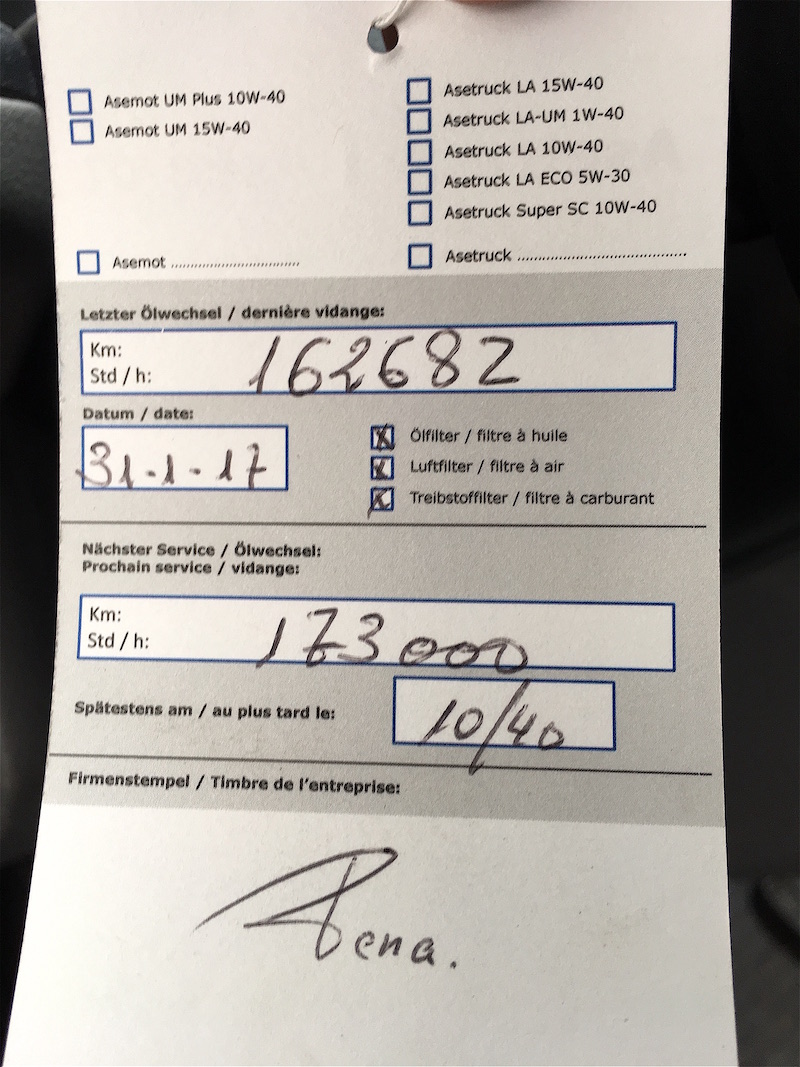 Asemot UM Plus 10W-40
Asemot UM 15W-40
Asetruck LA 15W-40
Asetruck LA-UM 1W-40
Asetruck LA 10W-40
Asetruck LA ECO 5W-30
Asetruck Super SC 10W-40
Asemot ................................
Asetruck ..........................................
Letzter Ölwechsel / dernière vidange:
Km:
Std / h:
162682
Datum / date:
31-1-17
Ölfilter / filtre à huile
Luftfilter / filtre à air
Treibstoffilter / filtre à carburant
Nächster Service / Ölwechsel:
Prochain service / vidange:
Km:
Std / h:
173000
Spätestens am / au plus tard le:
10/40
Firmenstempel / Timbre de l'entreprise:
Pena.